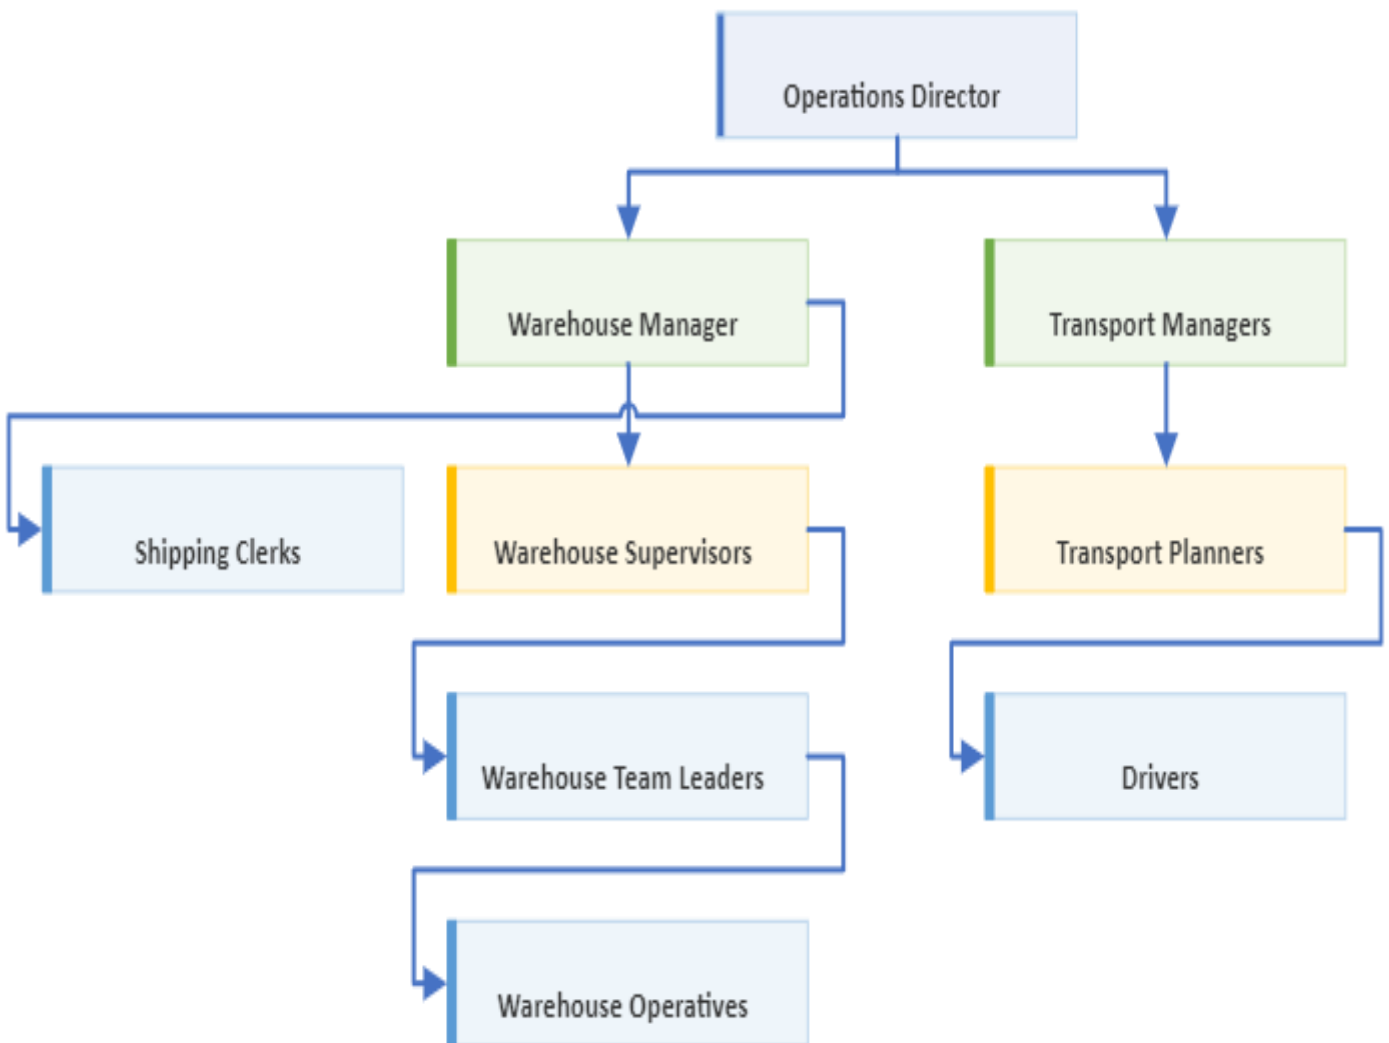 Operations Director
Warehouse Manager
Transport Managers
Shipping Clerks
Warehouse Supervisors
Transport Planners
Warehouse Team Leaders
Drivers
Warehouse Operatives